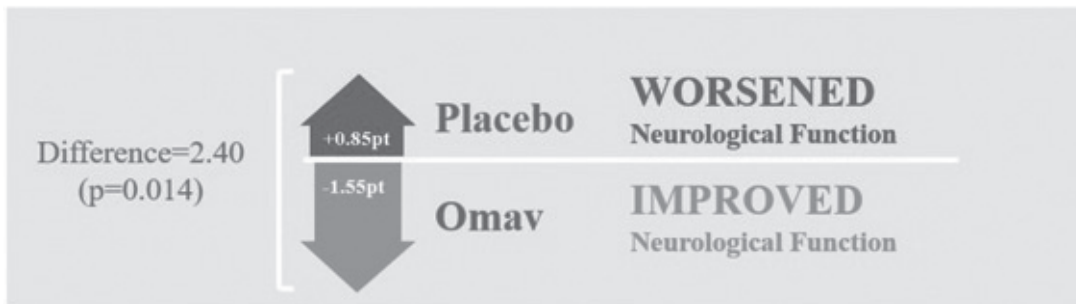 Difference=2.40
(p=0.014)
+0.85pt
-1.55pt
Placebo
Omav
WORSENED
Neurological Function
IMPROVED
Neurological Function